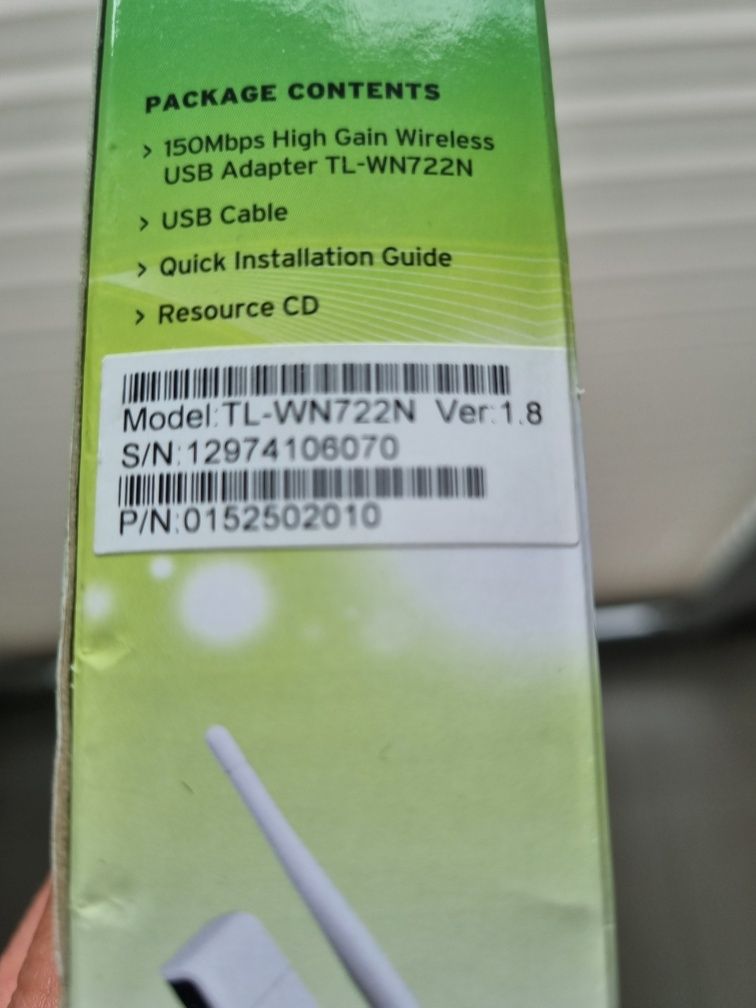 PACKAGE CONTENTS
> 150Mbps High Gain Wireless
USB Adapter TL-WN722N
> USB Cable
> Quick Installation Guide
> Resource CD
Model:TL-WN722N Ver:1.8
S/N:12974106070
P/N:0152502010